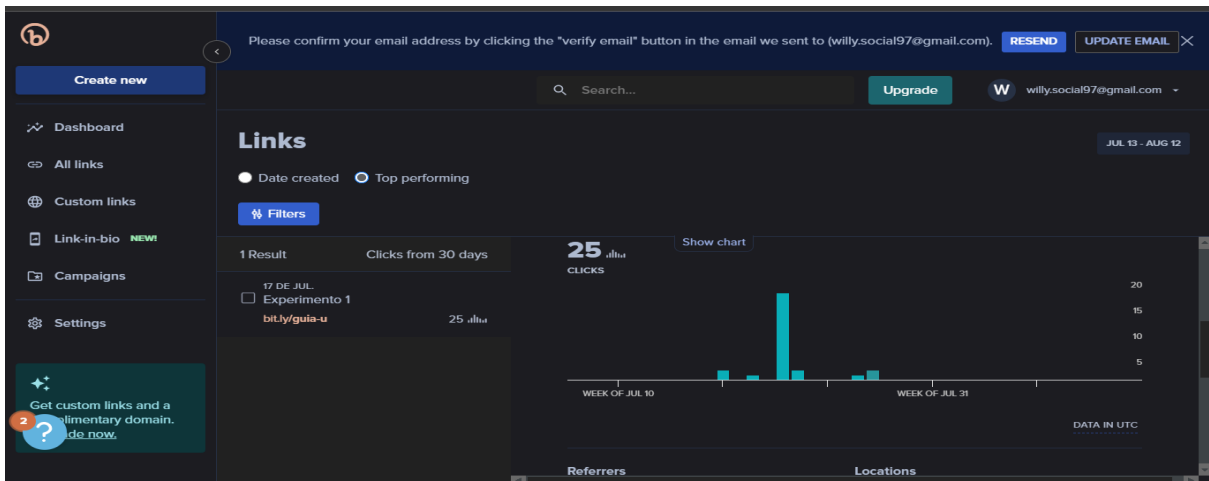 b
Please confirm your email address by clicking the "verify email" button in the email we sent to (willy.social97@gmail.com).
RESEND
UPDATE EMAIL
Create new
Search...
Upgrade
W
willy.social97@gmail.com
Dashboard
All links
Custom links
Link-in-bio NEW!
Campaigns
Settings
Get custom links and a
limentary domain.
de now.
2
?
Links
JUL 13 - AUG 12
Date created
Top performing
Filters
1 Result
Clicks from 30 days
17 DE JUL.
Experimento 1
bit.ly/guia-u
25
25
CLICKS
Show chart
20
15
10
5
WEEK OF JUL 10
WEEK OF JUL 31
DATA IN UTC
Referrers
Locations